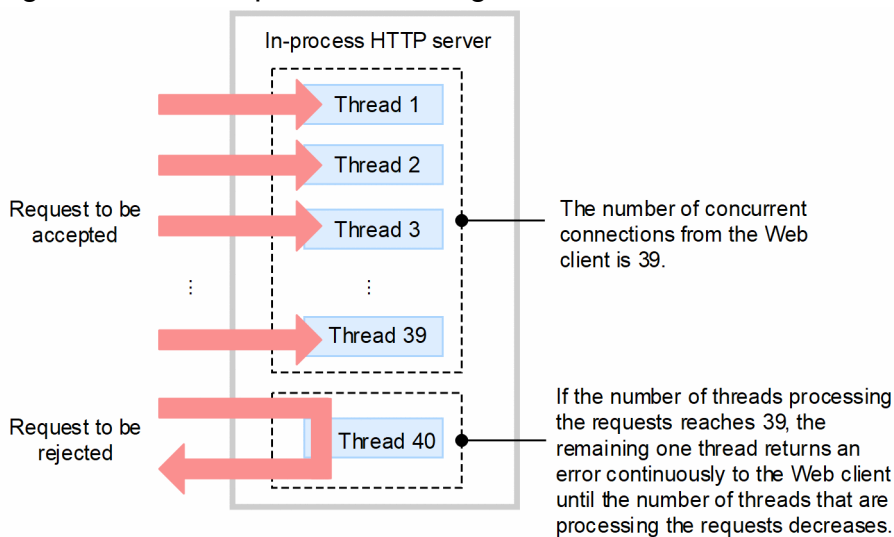 In-process HTTP server
Thread 1
Thread 2
Request to be
accepted
Thread 3
The number of concurrent
connections from the Web
client is 39.
Thread 39
Request to be
rejected
Thread 40
If the number of threads processing
the requests reaches 39, the
remaining one thread returns an
error continuously to the Web client
until the number of threads that are
processing the requests decreases.